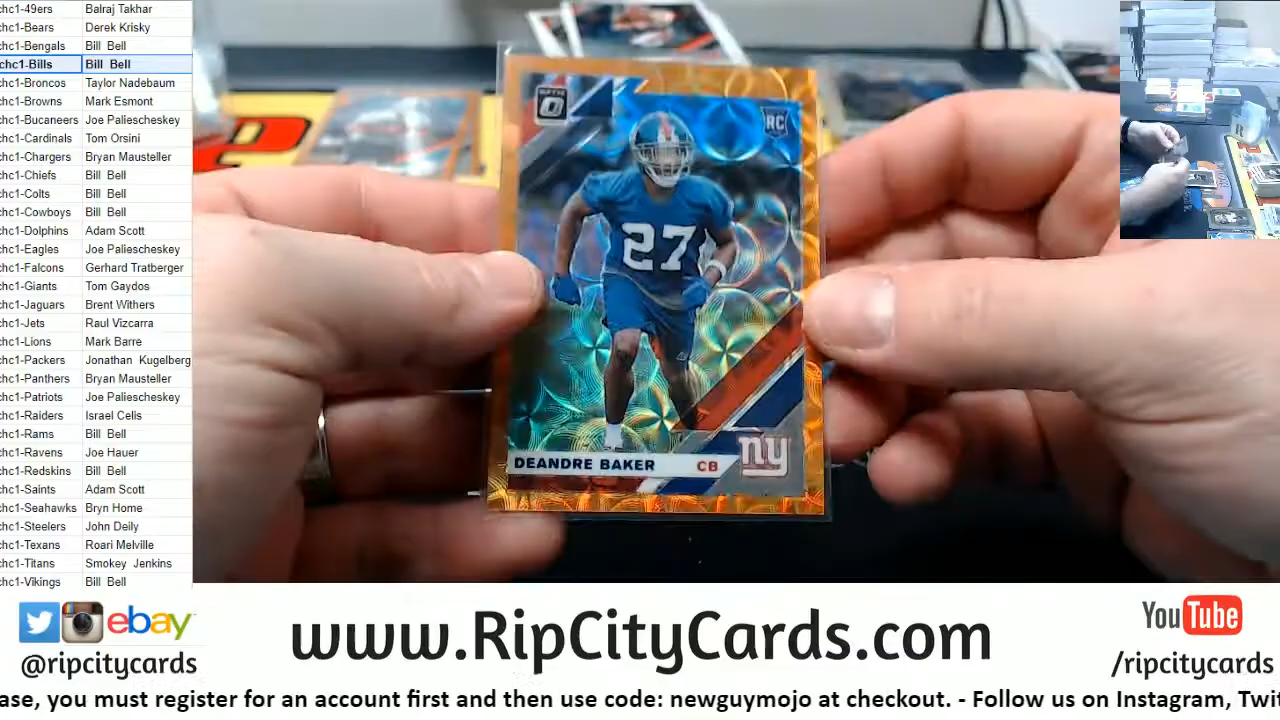 chc1-49ers Balraj Takhar
chc1-Bears Derek Krisky
chc1-Bengals Bill Bell
chc1-Bills Bill Bell
chc1-Broncos Taylor Nadebaum
chc1-Browns Mark Esmont
chc1-Bucaneers Joe Paliescheskey
chc1-Cardinals Tom Orsini
chc1-Chargers Bryan Mausteller
chc1-Chiefs Bill Bell
chc1-Colts Bill Bell
chc1-Cowboys Bill Bell
chc1-Dolphins Adam Scott
chc1-Eagles Joe Paliescheskey
chc1-Falcons Gerhard Tratberger
chc1-Giants Tom Gaydos
chc1-Jaguars Brent Withers
chc1-Jets Raul Vizcarra
chc1-Lions Mark Barre
chc1-Packers Jonathan Kugelberg
chc1-Panthers Bryan Mausteller
chc1-Patriots Joe Paliescheskey
chc1-Raiders Israel Celis
chc1-Rams Bill Bell
chc1-Ravens Joe Hauer
chc1-Redskins Bill Bell
chc1-Saints Adam Scott
chc1-Seahawks Bryn Home
chc1-Steelers John Deily
chc1-Texans Roari Melville
chc1-Titans Smokey Jenkins
chc1-Vikings Bill Bell
OPTIC
RC
27
DEANDRE BAKER CB
ny
ebay
@ripcitycards
www.RipCityCards.com
YouTube
/ripcitycards
ase, you must register for an account first and then use code: newguymojo at checkout. - Follow us on Instagram, Twit